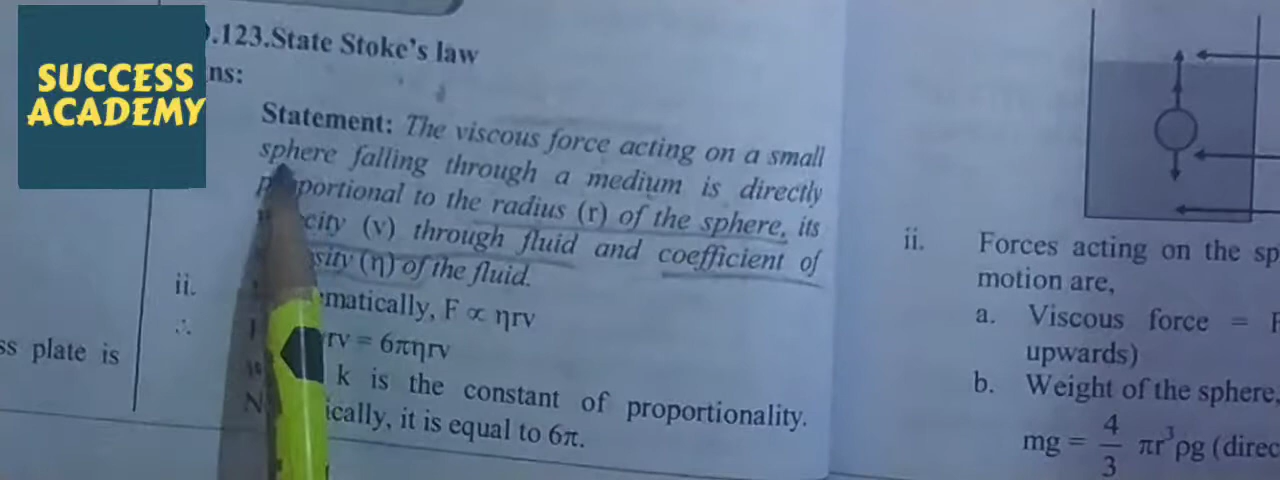 SUCCESS
ACADEMY
.123.State Stoke's law
ns:
Statement: The viscous force acting on a small
sphere falling through a medium is directly
proportional to the radius (r) of the sphere, its
city (v) through fluid and coefficient of
sity (η) of the fluid.
ii. ematically, F ∝ ηrv
∴ rv = 6πηrv
k is the constant of proportionality.
ically, it is equal to 6π.
ss plate is
ii. Forces acting on the sp
motion are,
a. Viscous force = F
upwards)
b. Weight of the sphere,
mg = 4/3 πr³ρg (direc